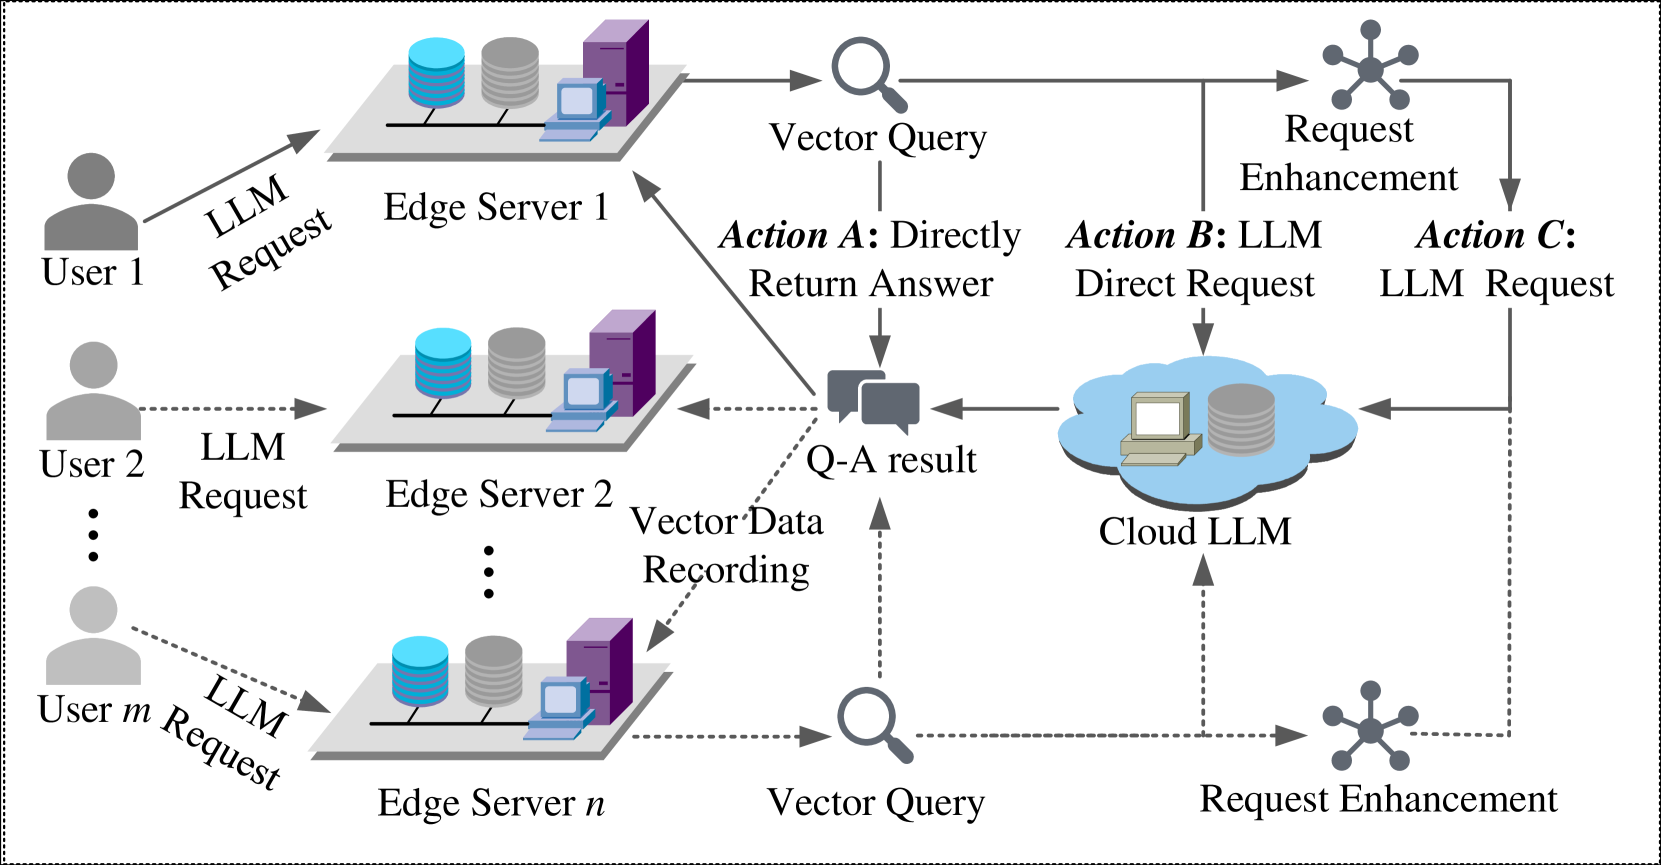 Vector Query
Request
Enhancement
LLM
Request
Edge Server 1
User 1
Action A: Directly
Return Answer
Action B: LLM
Direct Request
Action C:
LLM Request
LLM
Request
User 2
Edge Server 2
Q-A result
Cloud LLM
Vector Data
Recording
User m
LLM
Request
Edge Server n
Vector Query
Request Enhancement